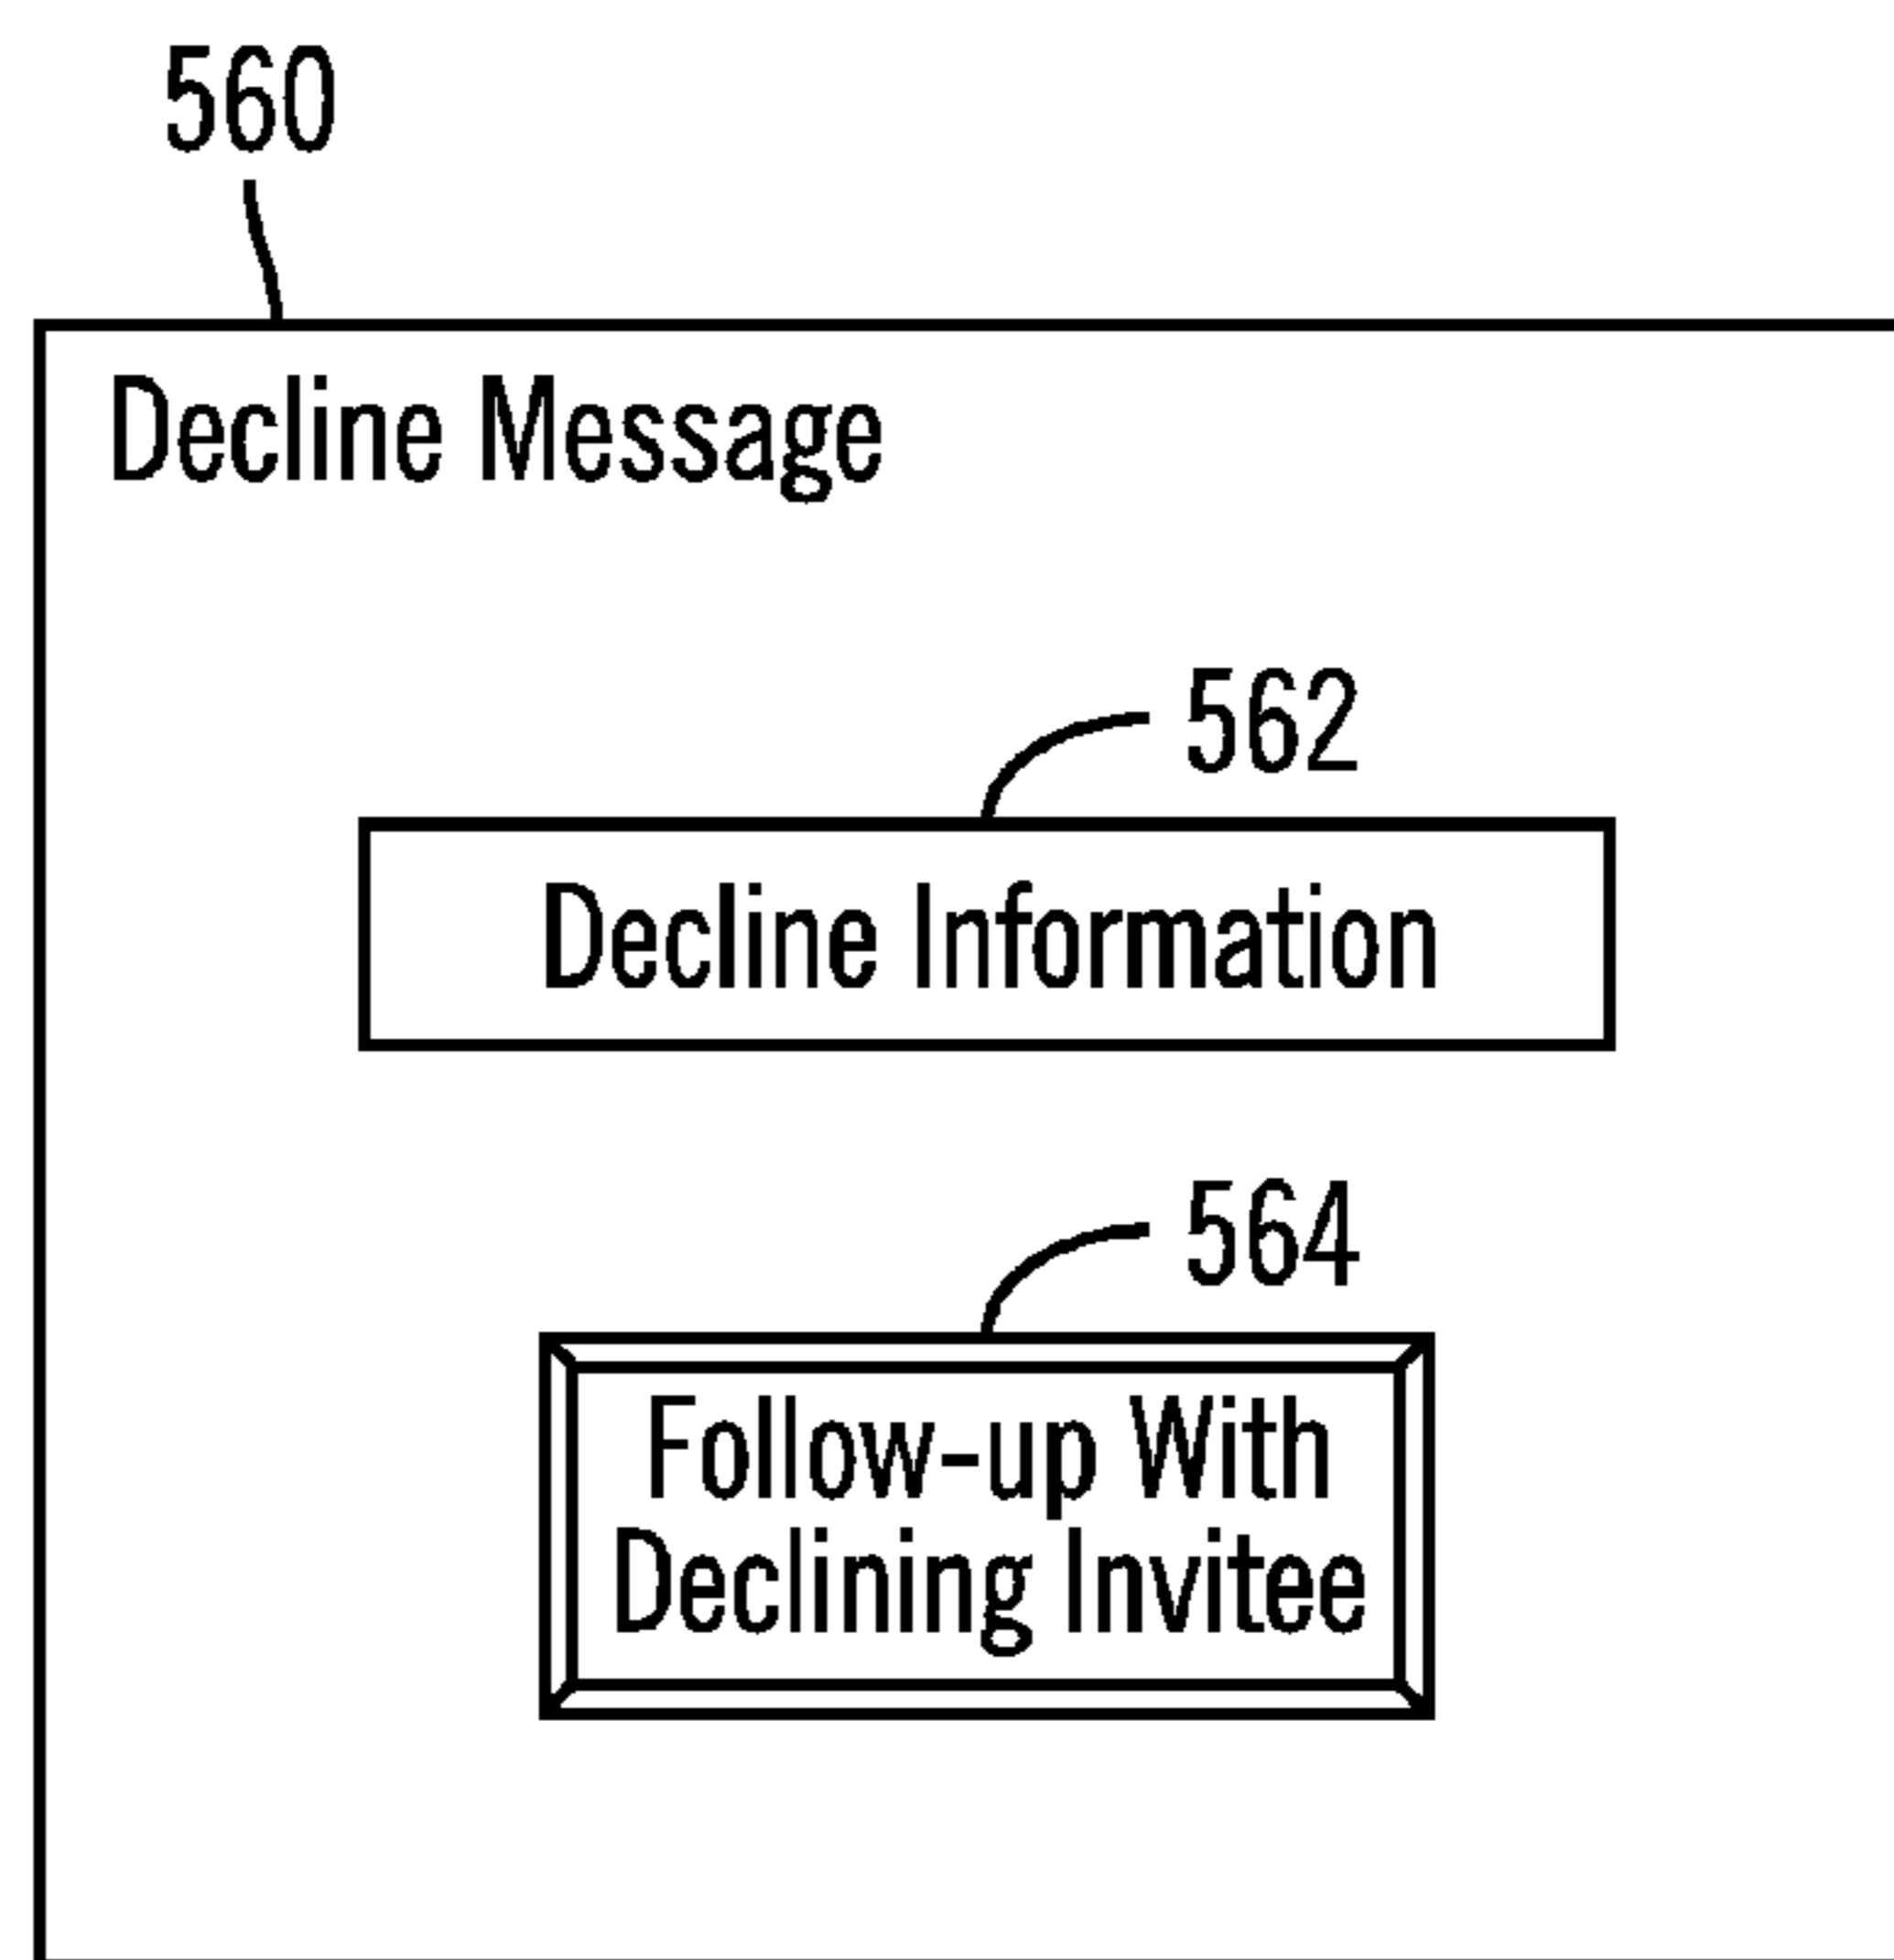 560
Decline Message
562
Decline Information
564
Follow-up With
Declining Invitee